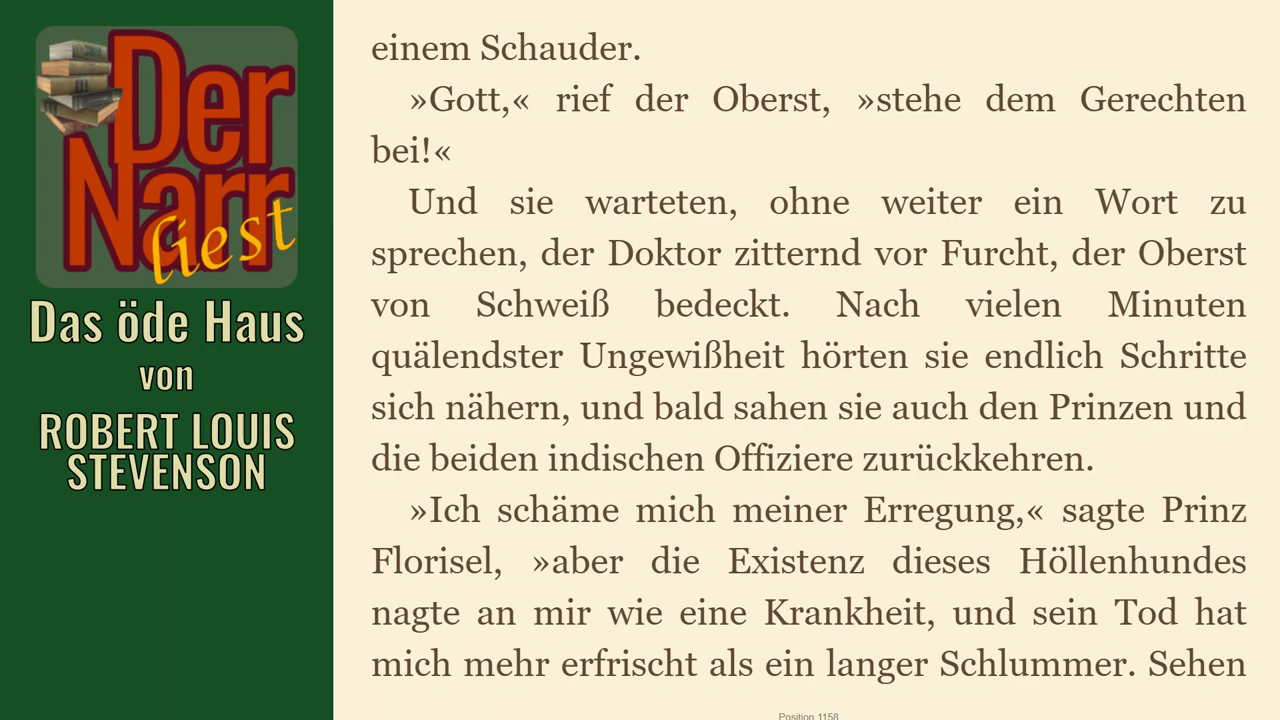 Der
Narr
liest
Das öde Haus
von
ROBERT LOUIS
STEVENSON
einem Schauder.
»Gott,« rief der Oberst, »stehe dem Gerechten
bei!«
Und sie warteten, ohne weiter ein Wort zu
sprechen, der Doktor zitternd vor Furcht, der Oberst
von Schweiß bedeckt. Nach vielen Minuten
quälendster Ungewißheit hörten sie endlich Schritte
sich nähern, und bald sahen sie auch den Prinzen und
die beiden indischen Offiziere zurückkehren.
»Ich schäme mich meiner Erregung,« sagte Prinz
Florisel, »aber die Existenz dieses Höllenhundes
nagte an mir wie eine Krankheit, und sein Tod hat
mich mehr erfrischt als ein langer Schlummer. Sehen
Position 1158